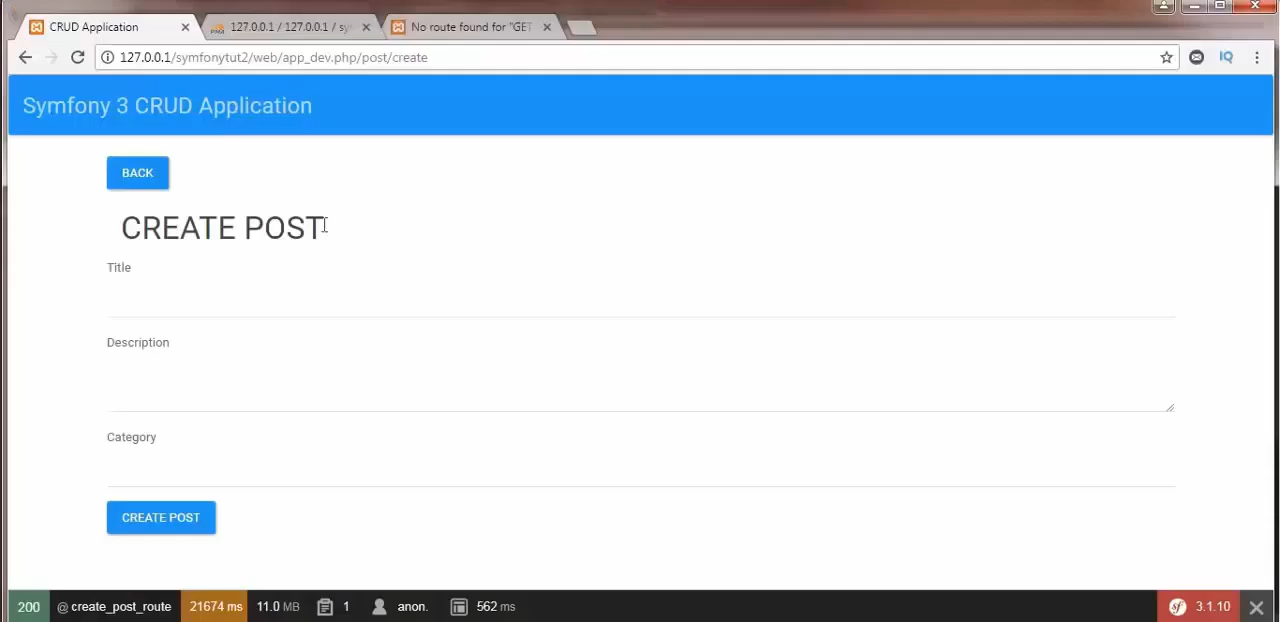 CRUD Application
127.0.0.1 / 127.0.0.1 / sy
No route found for "GET
127.0.0.1/symfonytut2/web/app_dev.php/post/create
IQ
Symfony 3 CRUD Application
BACK
CREATE POST
Title
Description
Category
CREATE POST
200 @ create_post_route 21674 ms 11.0 MB 1 anon. 562 ms sf 3.1.10